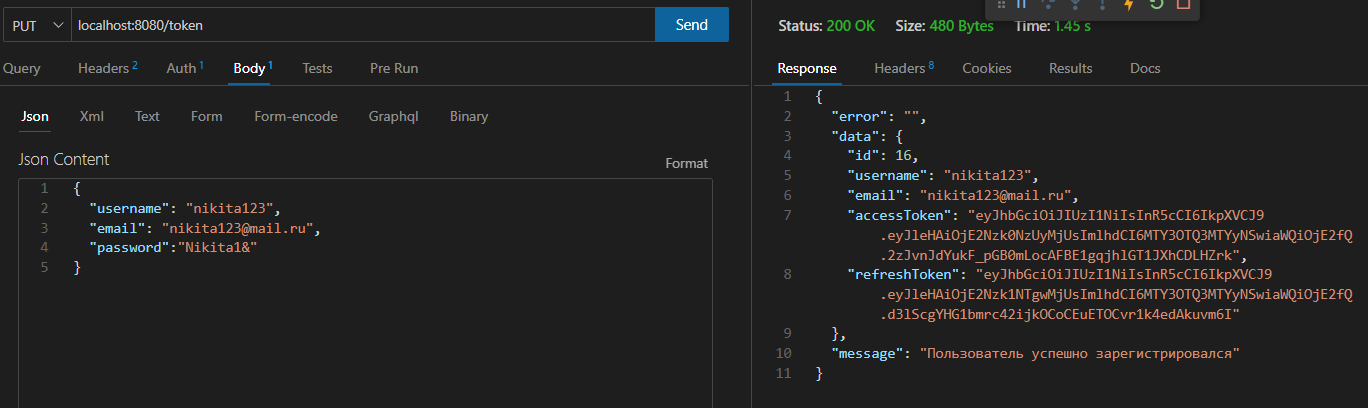 PUT localhost:8080/token Send
Query Headers 2 Auth 1 Body 1 Tests Pre Run
Json Xml Text Form Form-encode Graphql Binary
Json Content Format
1 {
2 "username": "nikita123",
3 "email": "nikita123@mail.ru",
4 "password":"Nikita1&"
5 }
Status: 200 OK Size: 480 Bytes Time: 1.45 s
Response Headers 8 Cookies Results Docs
1 {
2 "error": "",
3 "data": {
4 "id": 16,
5 "username": "nikita123",
6 "email": "nikita123@mail.ru",
7 "accessToken": "eyJhbGciOiJIUzI1NiIsInR5cCI6IkpXVCJ9
.eyJleHAiOjE2Nzk0NzUyMjUsImlhdCI6MTY3OTQ3MTYyNSwiaWQiOjE2fQ
.2zJvnJdYukF_pGB0mLocAFBE1gqjhlGT1JXhCDLHZrk",
8 "refreshToken": "eyJhbGciOiJIUzI1NiIsInR5cCI6IkpXVCJ9
.eyJleHAiOjE2Nzk1NTgwMjUsImlhdCI6MTY3OTQ3MTYyNSwiaWQiOjE2fQ
.d3lScgYHG1bmrc42ijkOCoCEuETOCvr1k4edAkuvm6I"
9 },
10 "message": "Пользователь успешно зарегистрировался"
11 }